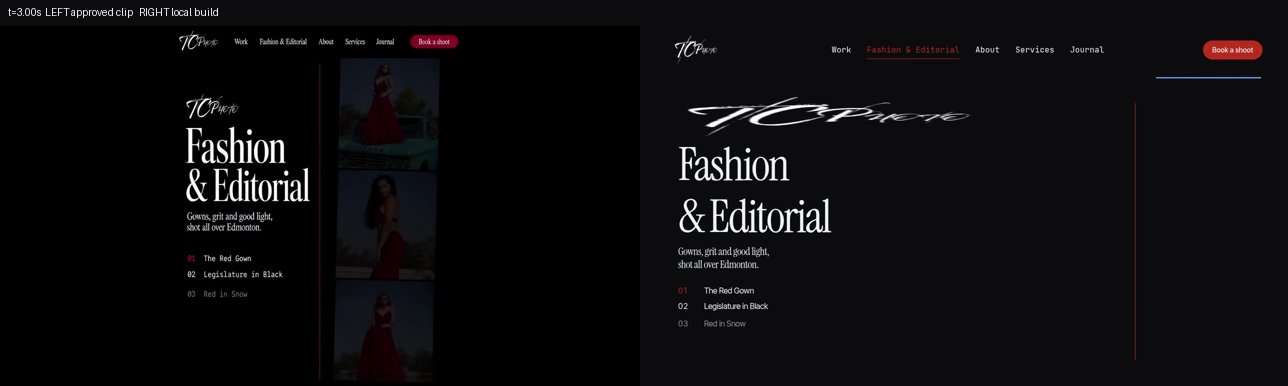 t=3.00s LEFT approved clip RIGHT local build
TCPHOTO Work Fashion & Editorial About Services Journal Book a shoot
TCPHOTO
Fashion
& Editorial
Gowns, grit and good light,
shot all over Edmonton.
01 The Red Gown
02 Legislature in Black
03 Red in Snow
TCPHOTO Work Fashion & Editorial About Services Journal Book a shoot
TCPHOTO
Fashion
& Editorial
Gowns, grit and good light,
shot all over Edmonton.
01 The Red Gown
02 Legislature in Black
03 Red in Snow